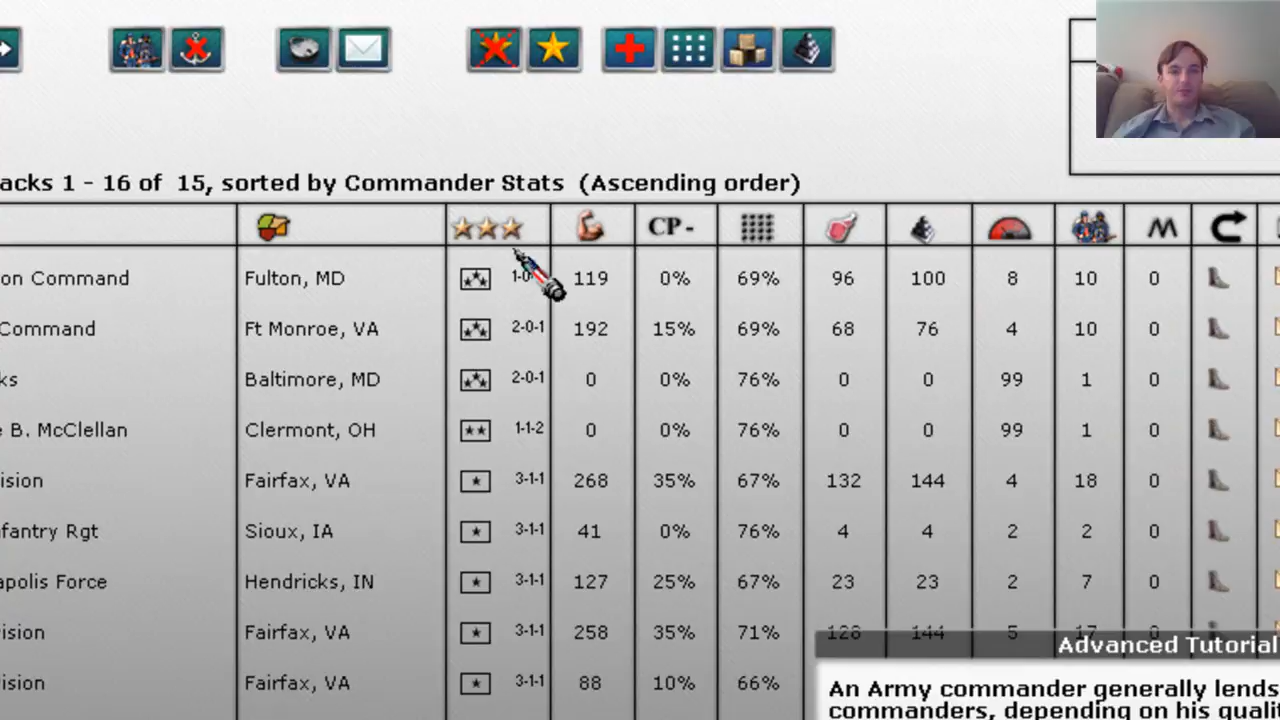 acks 1 - 16 of 15, sorted by Commander Stats (Ascending order)
CP -
on Command Fulton, MD 119 0% 69% 96 100 8 10 0
Command Ft Monroe, VA 2-0-1 192 15% 69% 68 76 4 10 0
ks Baltimore, MD 2-0-1 0 0% 76% 0 0 99 1 0
e B. McClellan Clermont, OH 1-1-2 0 0% 76% 0 0 99 1 0
ision Fairfax, VA 3-1-1 268 35% 67% 132 144 4 18 0
fantry Rgt Sioux, IA 3-1-1 41 0% 76% 4 4 2 2 0
apolis Force Hendricks, IN 3-1-1 127 25% 67% 23 23 2 7 0
ision Fairfax, VA 3-1-1 258 35% 71% 128 144 5 17 0
ision Fairfax, VA 3-1-1 88 10% 66%
Advanced Tutorial
An Army commander generally lends
commanders, depending on his quali